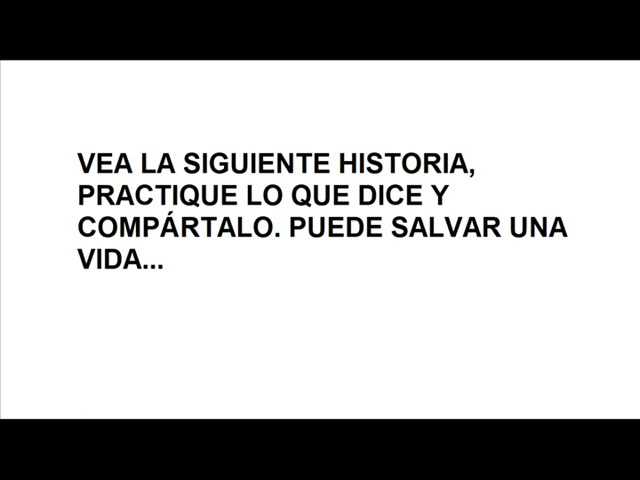 VEA LA SIGUIENTE HISTORIA,
PRACTIQUE LO QUE DICE Y
COMPÁRTALO. PUEDE SALVAR UNA
VIDA...